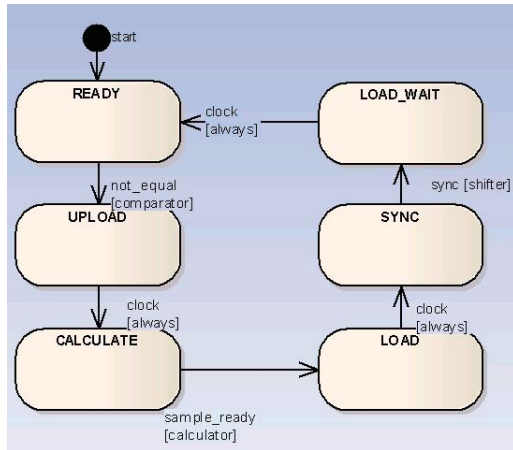 start
READY
LOAD_WAIT
clock
[always]
not_equal
[comparator]
sync [shifter]
UPLOAD
SYNC
clock
[always]
clock
[always]
CALCULATE
LOAD
sample_ready
[calculator]